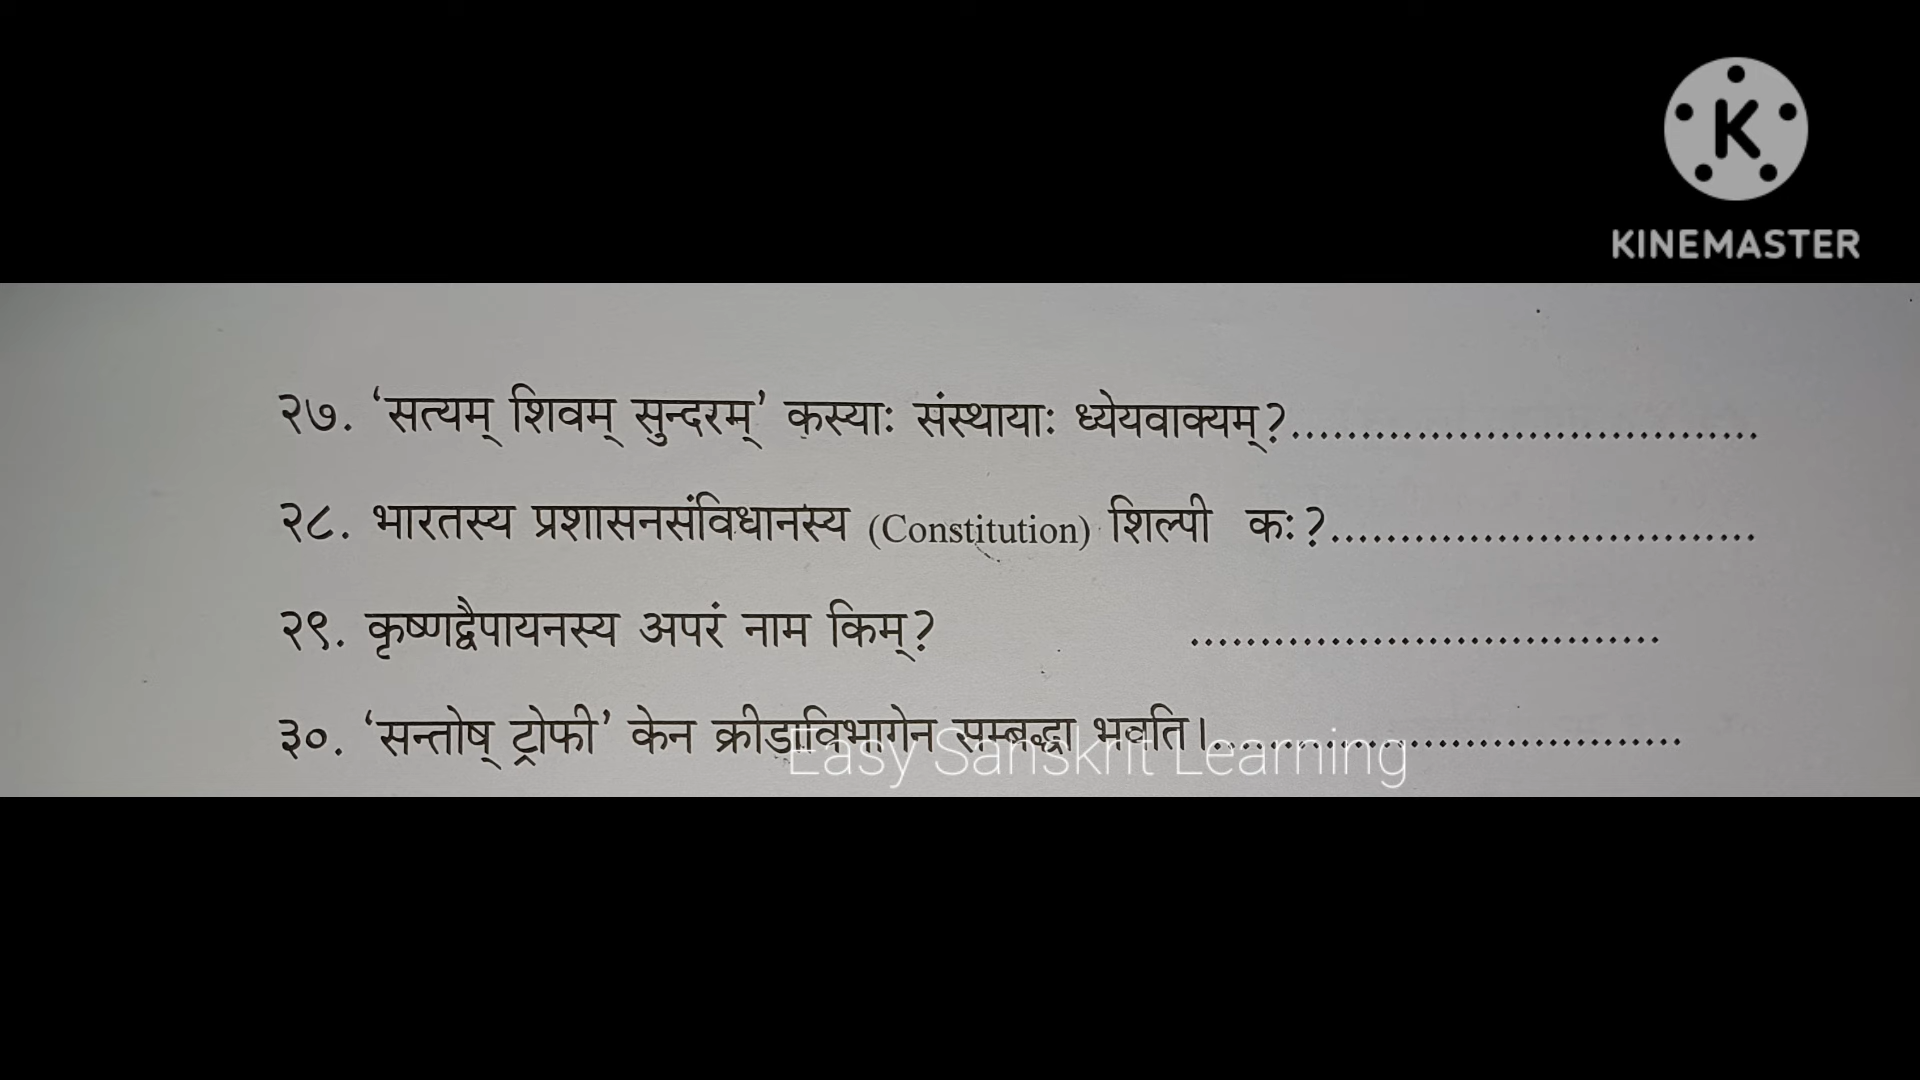 KINEMASTER
२७. ‘सत्यम् शिवम् सुन्दरम्’ कस्याः संस्थायाः ध्येयवाक्यम्?..................................
२८. भारतस्य प्रशासनसंविधानस्य (Constitution) शिल्पी कः?...............................
२९. कृष्णद्वैपायनस्य अपरं नाम किम्? ..................................
३०. ‘सन्तोष् ट्रोफी’ केन क्रीडाविभागेन सम्बद्धा भवति।..................................
Easy Sanskrit Learning